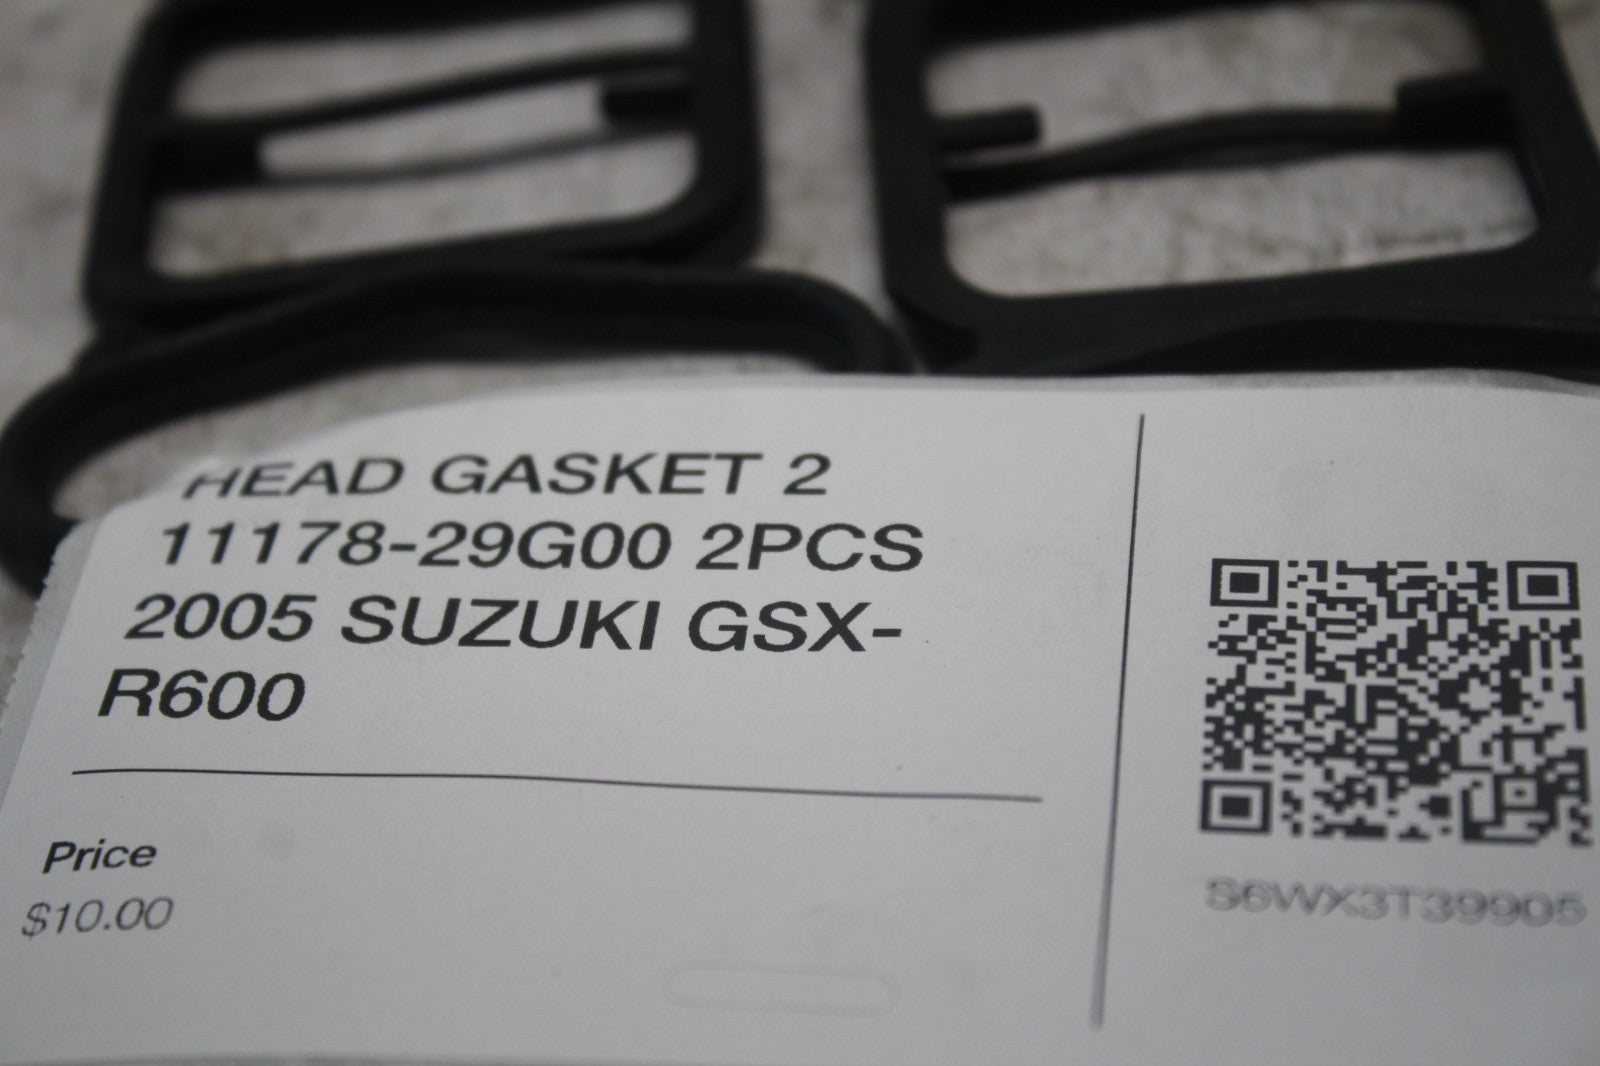 HEAD GASKET 2
11178-29G00 2PCS
2005 SUZUKI GSX-
R600
Price
$10.00
S6WX3T39905